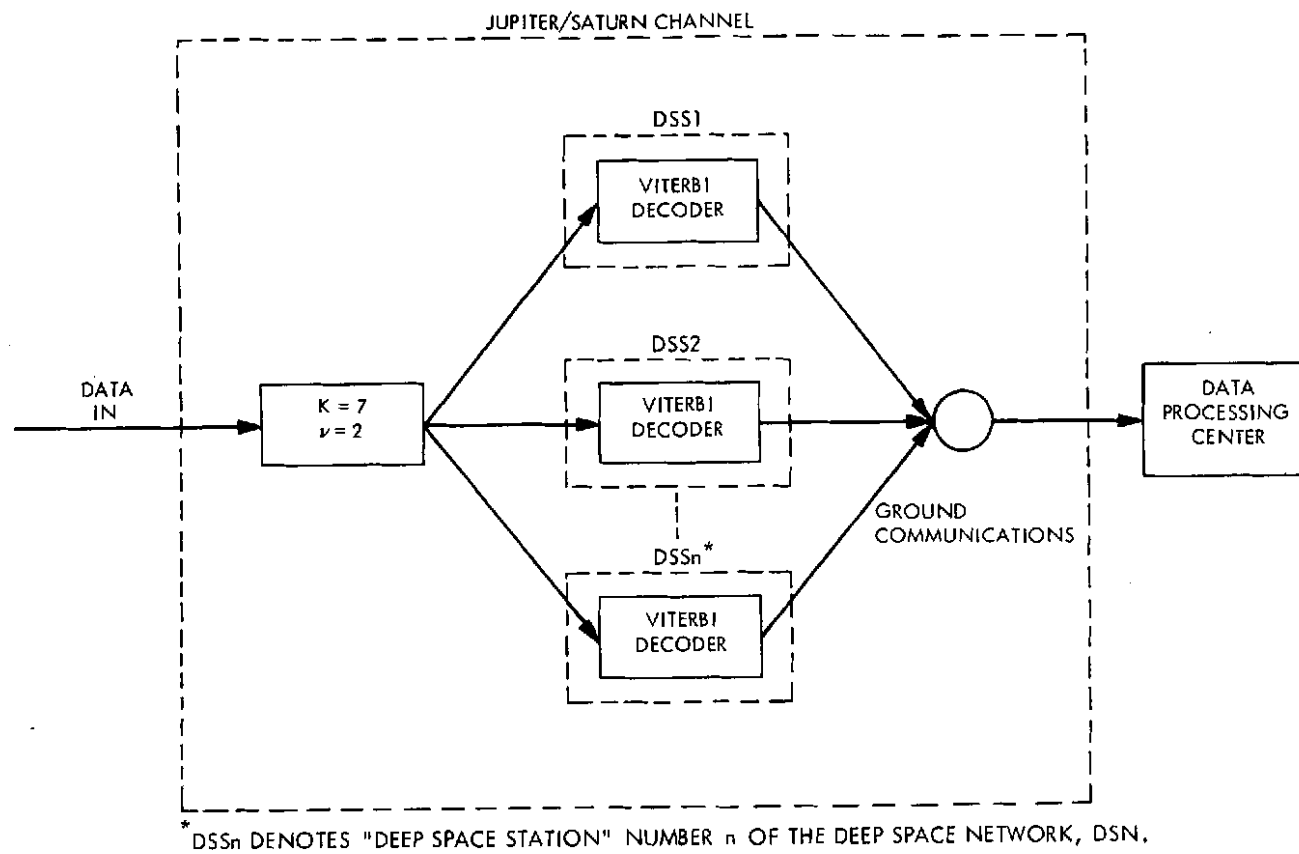 JUPITER/SATURN CHANNEL
DSS1
VITERBI
DECODER
DSS2
DATA
IN
K = 7
ν = 2
VITERBI
DECODER
DATA
PROCESSING
CENTER
GROUND
COMMUNICATIONS
DSSn*
VITERBI
DECODER
*DSSn DENOTES "DEEP SPACE STATION" NUMBER n OF THE DEEP SPACE NETWORK, DSN.